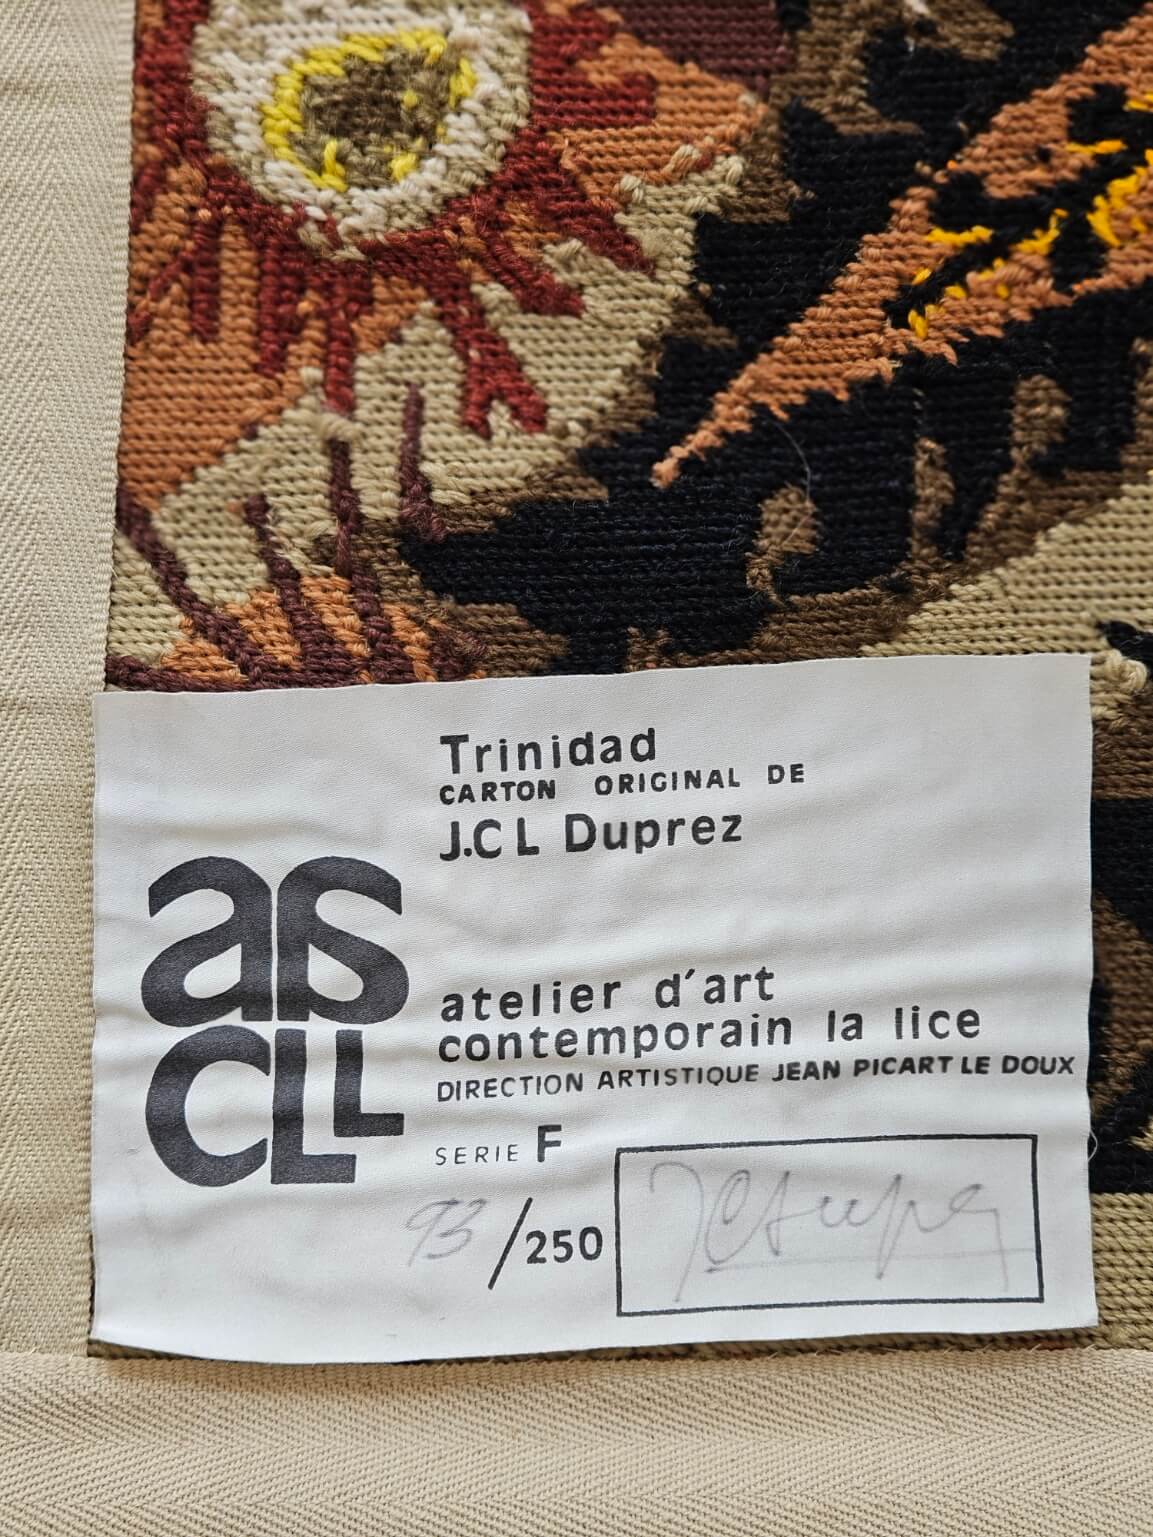 Trinidad
CARTON ORIGINAL DE
J.C L Duprez
as
CLL
atelier d'art
contemporain la lice
DIRECTION ARTISTIQUE JEAN PICART LE DOUX
SERIE F
93/250